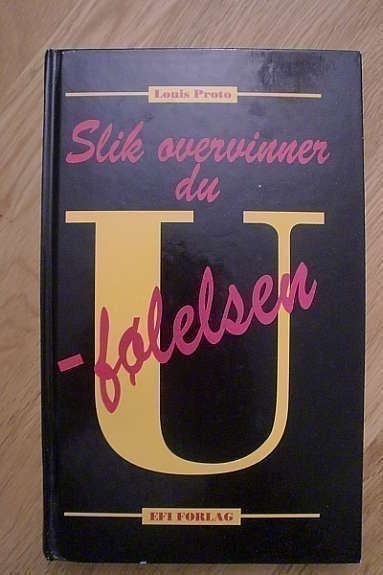 Louis Proto
Slik overvinner
du
U
-følelsen
EFI FORLAG